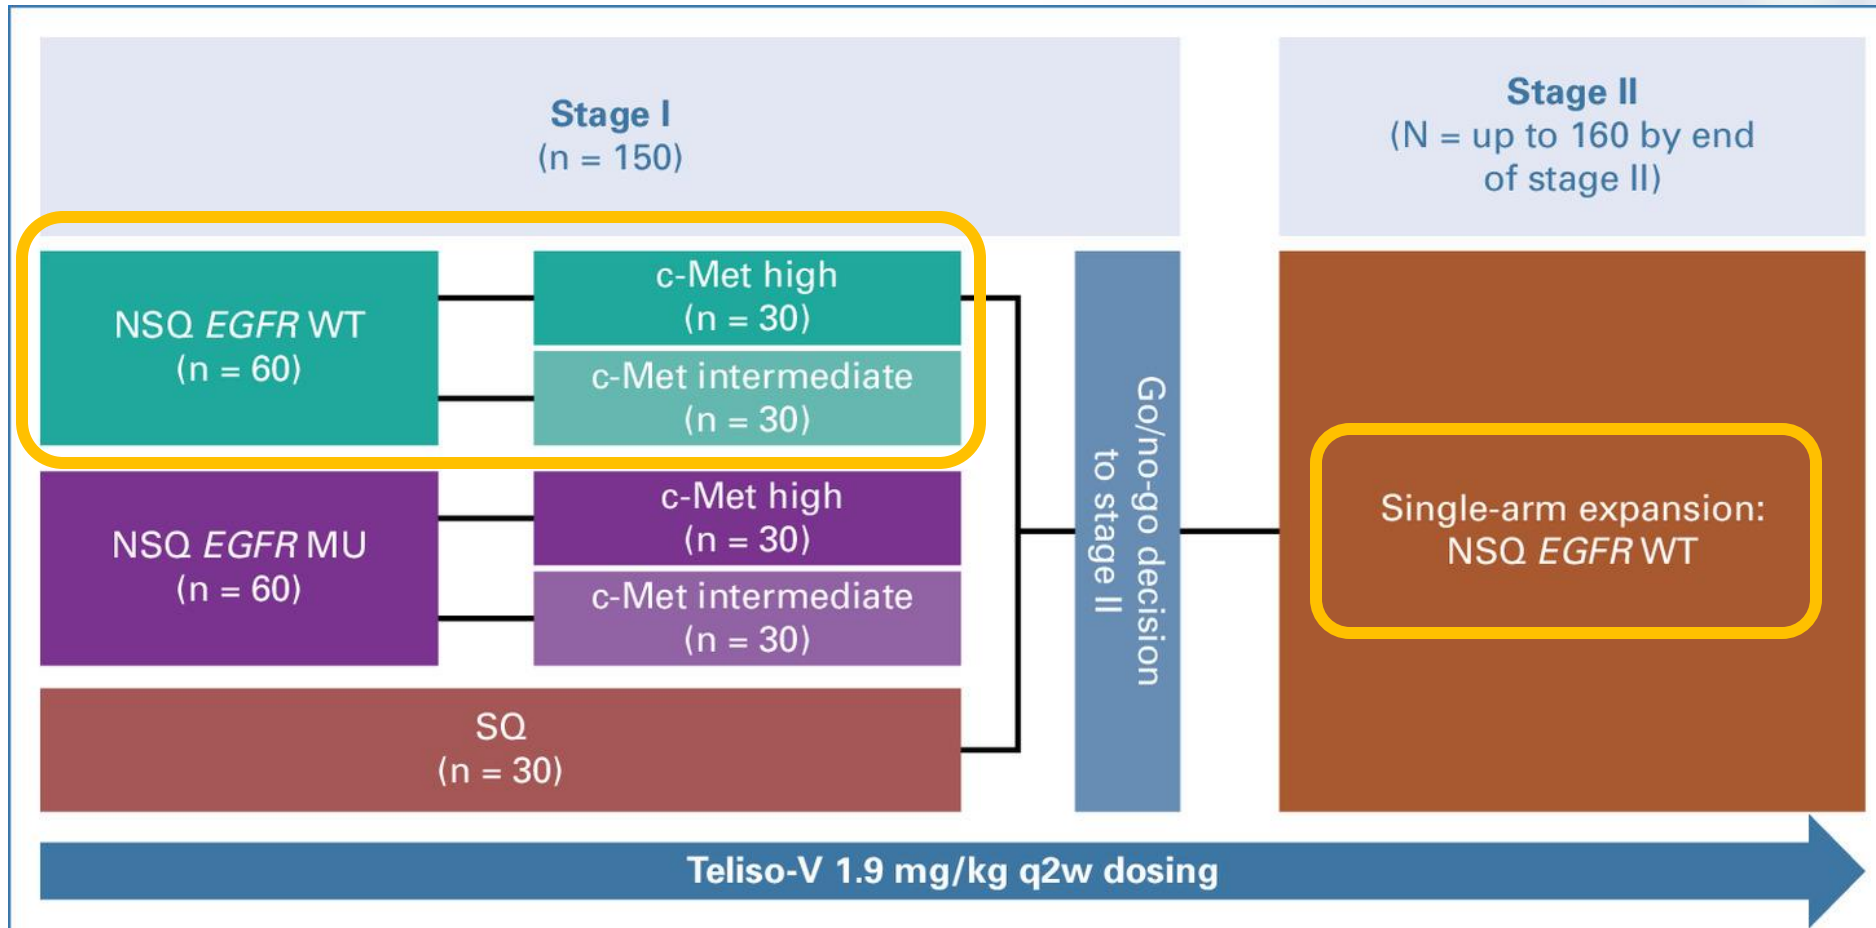 Stage I
(n = 150)
Stage II
(N = up to 160 by end
of stage II)
NSQ EGFR WT
(n = 60)
c-Met high
(n = 30)
c-Met intermediate
(n = 30)
NSQ EGFR MU
(n = 60)
c-Met high
(n = 30)
c-Met intermediate
(n = 30)
SQ
(n = 30)
Go/no-go decision
to stage II
Single-arm expansion:
NSQ EGFR WT
Teliso-V 1.9 mg/kg q2w dosing